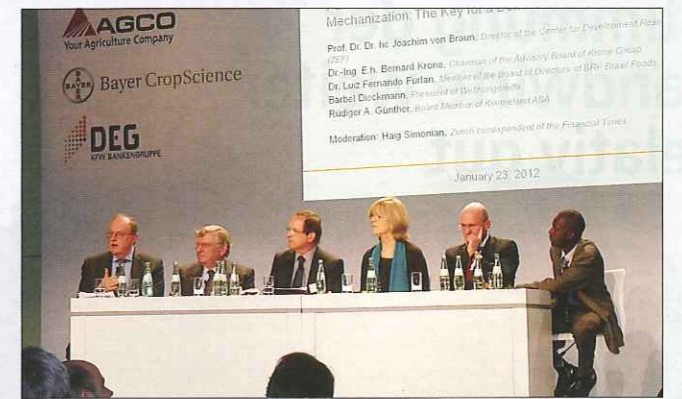 AGCO
Your Agriculture Company
BAYER
Bayer CropScience
DEG
KFW BANKENGRUPPE
Mechanization: The Key for a
Prof. Dr. Dr. hc Joachim von Braun, Director of the Center for Development
(ZEF)
Dr.-Ing. E.h. Bernard Krone, Chairman of the Advisory Board of Krone Group
Dr. Luiz Fernando Furlan, Member of the Board of Directors of BRF Brasil Foods
Bärbel Dieckmann, President of Welthungerhilfe
Rüdiger A. Günther, Board Member of Kverneland ASA
Moderation: Haig Simonian, Zurich correspondent of the Financial Times
January 23, 2012